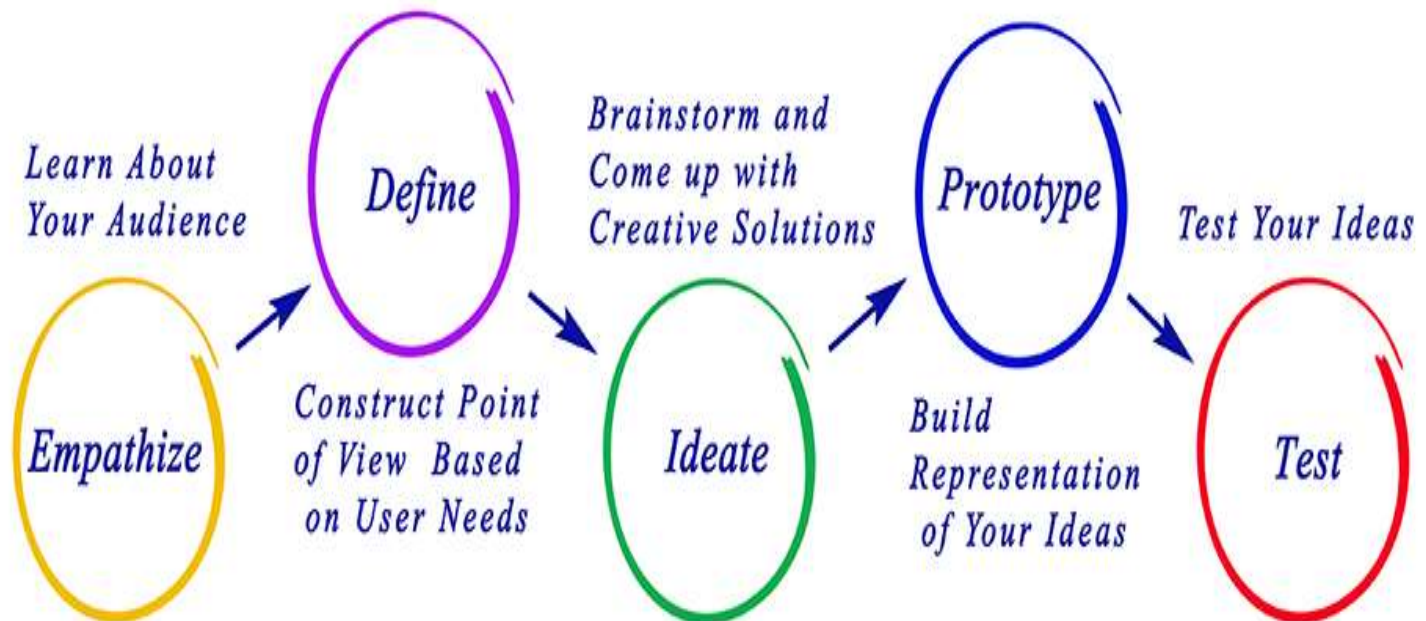 Learn About
Your Audience
Empathize
Define
Construct Point
of View Based
on User Needs
Brainstorm and
Come up with
Creative Solutions
Ideate
Prototype
Build
Representation
of Your Ideas
Test Your Ideas
Test